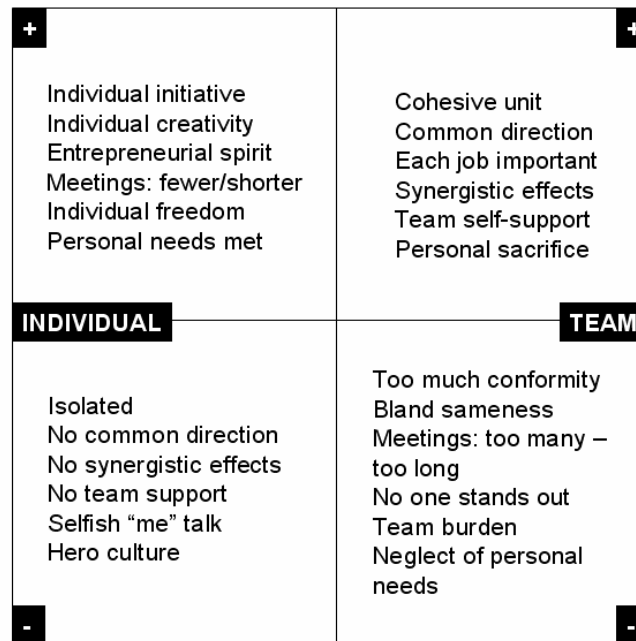 +
+
Individual initiative
Individual creativity
Entrepreneurial spirit
Meetings: fewer/shorter
Individual freedom
Personal needs met
Cohesive unit
Common direction
Each job important
Synergistic effects
Team self-support
Personal sacrifice
INDIVIDUAL
TEAM
Isolated
No common direction
No synergistic effects
No team support
Selfish “me” talk
Hero culture
Too much conformity
Bland sameness
Meetings: too many –
too long
No one stands out
Team burden
Neglect of personal
needs
-
-